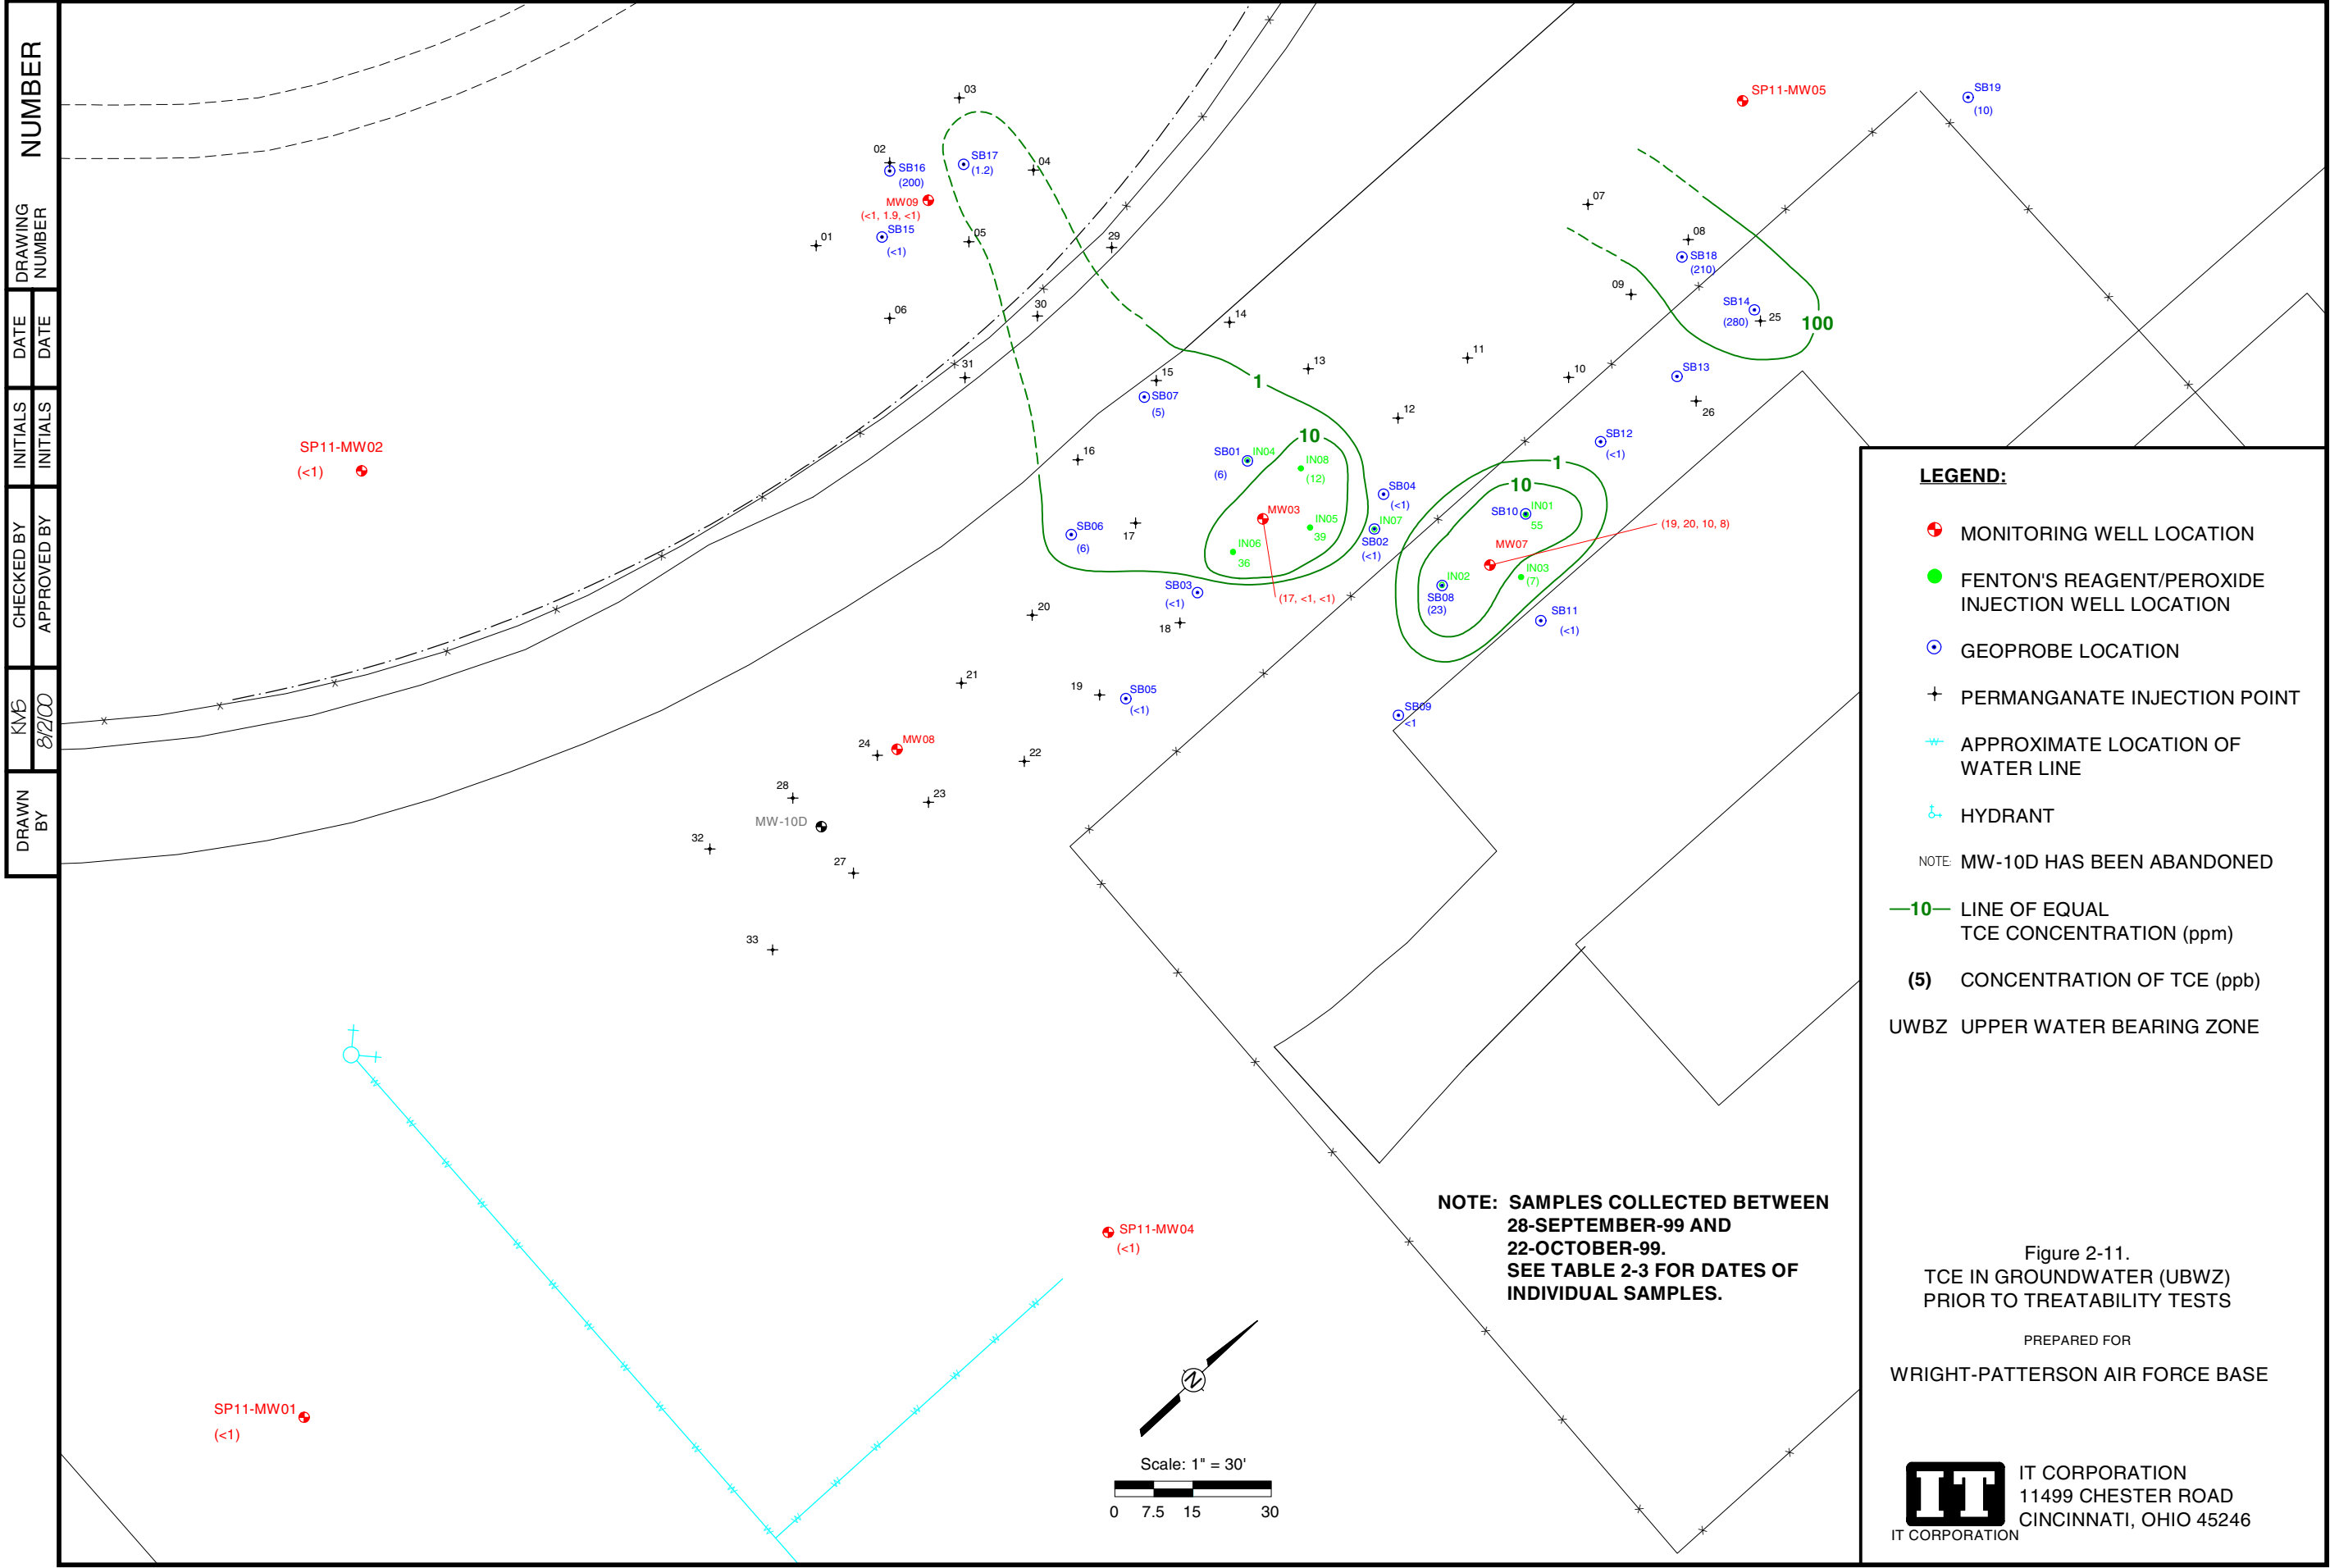 DRAWING NUMBER
NUMBER
DATE
DATE
INITIALS
INITIALS
CHECKED BY
APPROVED BY
KMS
8/2/00
DRAWN BY
03
02
SB16
(200)
SB17
(1.2)
04
MW09
(<1, 1.9, <1)
SB15
(<1)
01
05
29
06
30
31
14
13
15
SB07
(5)
1
SP11-MW05
SB19
(10)
07
08
SB18
(210)
09
SB14
(280)
25
100
11
10
SB13
26
12
SB12
(<1)
SP11-MW02
(<1)
16
10
SB01
IN04
(6)
IN08
(12)
SB04
(<1)
MW03
IN05
39
IN07
SB02
(<1)
SB06
(6)
17
IN06
36
SB03
(<1)
(17, <1, <1)
1
10
SB10
IN01
55
(19, 20, 10, 8)
MW07
IN02
SB08
(23)
IN03
(7)
SB11
(<1)
20
18
21
19
SB05
(<1)
SB09
<1
24
MW08
22
28
23
MW-10D
32
27
33
SP11-MW04
(<1)
SP11-MW01
(<1)
N
Scale: 1" = 30'
0 7.5 15 30
NOTE: SAMPLES COLLECTED BETWEEN
28-SEPTEMBER-99 AND
22-OCTOBER-99.
SEE TABLE 2-3 FOR DATES OF
INDIVIDUAL SAMPLES.
LEGEND:
MONITORING WELL LOCATION
FENTON'S REAGENT/PEROXIDE
INJECTION WELL LOCATION
GEOPROBE LOCATION
PERMANGANATE INJECTION POINT
W APPROXIMATE LOCATION OF
WATER LINE
HYDRANT
NOTE: MW-10D HAS BEEN ABANDONED
10 LINE OF EQUAL
TCE CONCENTRATION (ppm)
(5) CONCENTRATION OF TCE (ppb)
UWBZ UPPER WATER BEARING ZONE
Figure 2-11.
TCE IN GROUNDWATER (UBWZ)
PRIOR TO TREATABILITY TESTS
PREPARED FOR
WRIGHT-PATTERSON AIR FORCE BASE
IT
IT CORPORATION
IT CORPORATION
11499 CHESTER ROAD
CINCINNATI, OHIO 45246